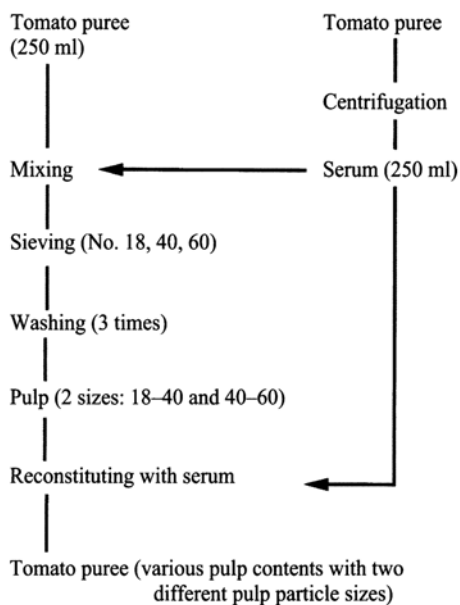 Tomato puree
(250 ml)
Tomato puree
Centrifugation
Mixing
Serum (250 ml)
Sieving (No. 18, 40, 60)
Washing (3 times)
Pulp (2 sizes: 18–40 and 40–60)
Reconstituting with serum
Tomato puree (various pulp contents with two
different pulp particle sizes)